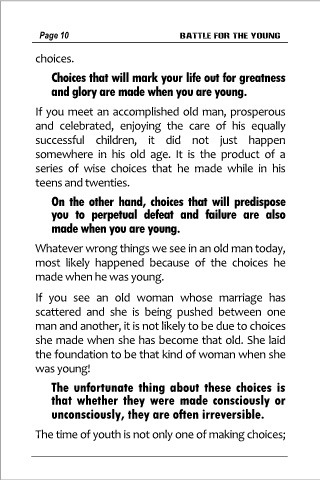 Page 10 BATTLE FOR THE YOUNG
choices.
Choices that will mark your life out for greatness
and glory are made when you are young.
If you meet an accomplished old man, prosperous
and celebrated, enjoying the care of his equally
successful children, it did not just happen
somewhere in his old age. It is the product of a
series of wise choices that he made while in his
teens and twenties.
On the other hand, choices that will predispose
you to perpetual defeat and failure are also
made when you are young.
Whatever wrong things we see in an old man today,
most likely happened because of the choices he
made when he was young.
If you see an old woman whose marriage has
scattered and she is being pushed between one
man and another, it is not likely to be due to choices
she made when she has become that old. She laid
the foundation to be that kind of woman when she
was young!
The unfortunate thing about these choices is
that whether they were made consciously or
unconsciously, they are often irreversible.
The time of youth is not only one of making choices;